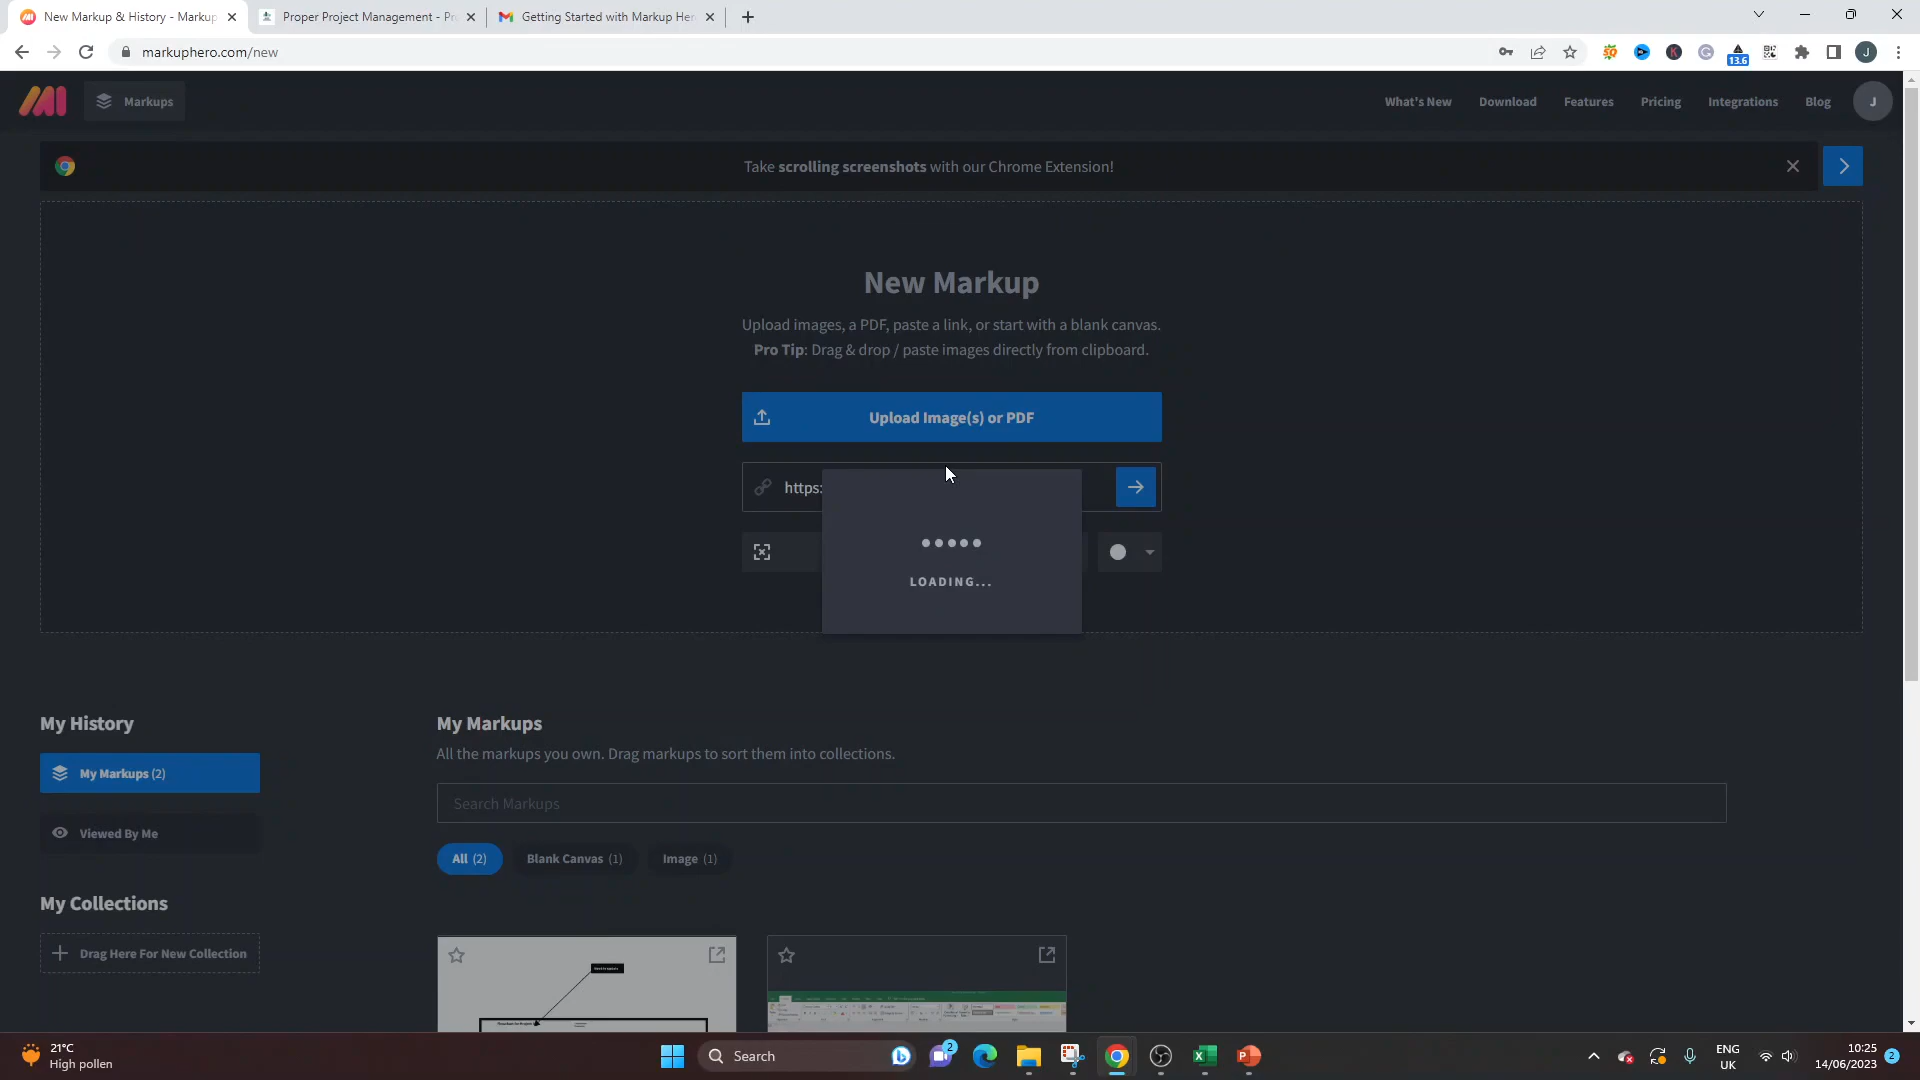 New Markup & History - Markup
Proper Project Management - Pr
Getting Started with Markup Her
markuphero.com/new
13.6
J
Markups
What's New
Download
Features
Pricing
Integrations
Blog
J
Take scrolling screenshots with our Chrome Extension!
New Markup
Upload images, a PDF, paste a link, or start with a blank canvas.
Pro Tip: Drag & drop / paste images directly from clipboard.
Upload Image(s) or PDF
https:
LOADING...
My History
My Markups (2)
Viewed By Me
My Collections
Drag Here For New Collection
My Markups
All the markups you own. Drag markups to sort them into collections.
Search Markups
All (2)
Blank Canvas (1)
Image (1)
21°C
High pollen
Search
2
ENG
UK
10:25
14/06/2023
2